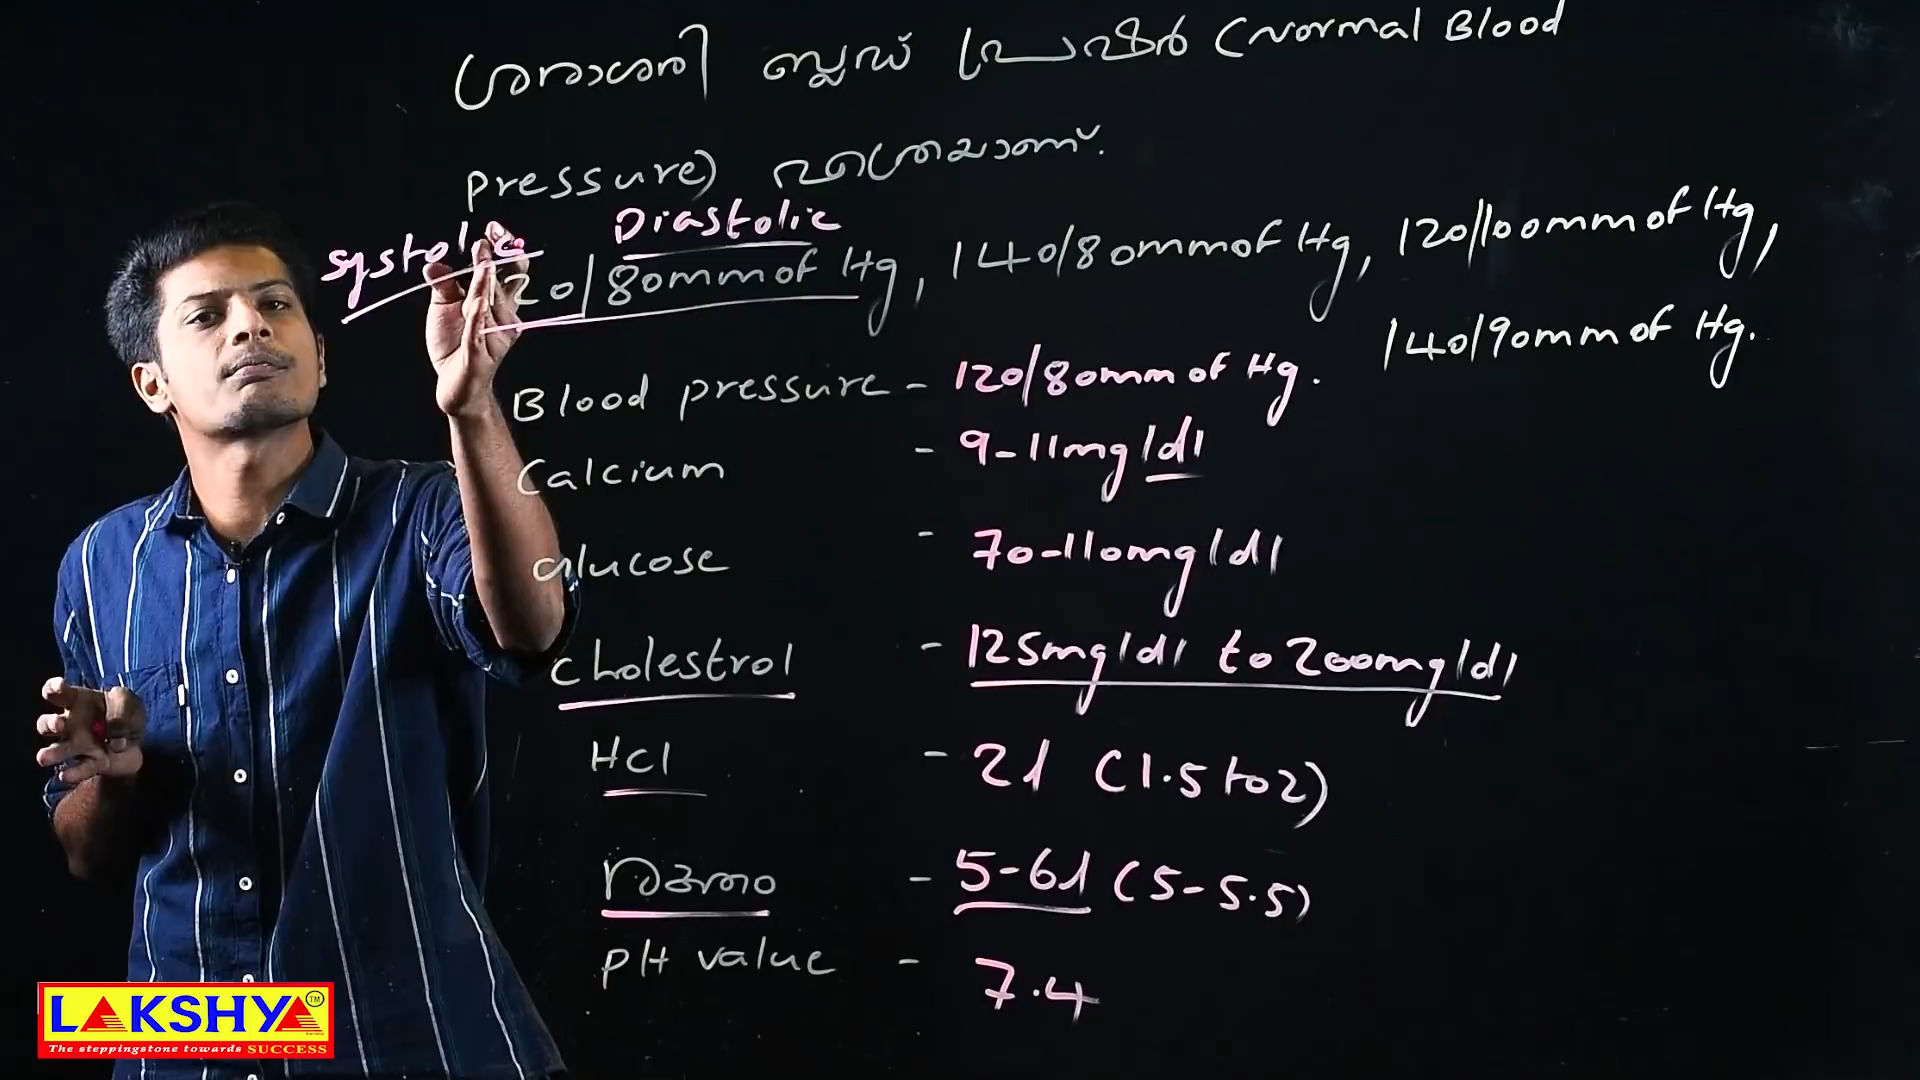 ശരാശരി ബ്ലഡ് പ്രെഷർ (Normal Blood
pressure) എത്രയാണ്.
systolic Diastolic
120/80mm of Hg, 140/80mmof Hg, 120/100mm of Hg,
140/90mm of Hg.
Blood pressure - 120/80mm of Hg.
Calcium - 9-11mg/dl
Glucose - 70-110mg/dl
cholestrol - 125mg/dl to 200mg/dl
HCl - 2l (1.5 to 2)
രക്തം - 5-6l (5-5.5)
pH value - 7.4
LAKSHYA TM
The steppingstone towards SUCCESS